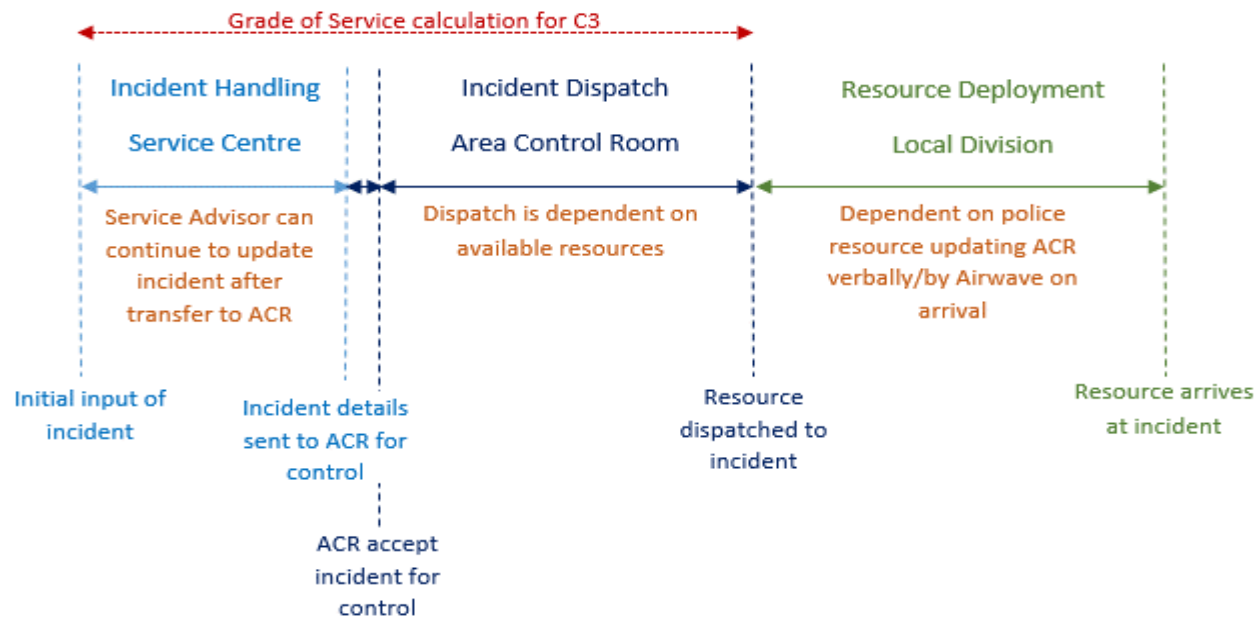 Grade of Service calculation for C3
Incident Handling
Service Centre
Incident Dispatch
Area Control Room
Resource Deployment
Local Division
Service Advisor can
continue to update
incident after
transfer to ACR
Dispatch is dependent on
available resources
Dependent on police
resource updating ACR
verbally/by Airwave on
arrival
Initial input of
incident
Incident details
sent to ACR for
control
ACR accept
incident for
control
Resource
dispatched to
incident
Resource arrives
at incident